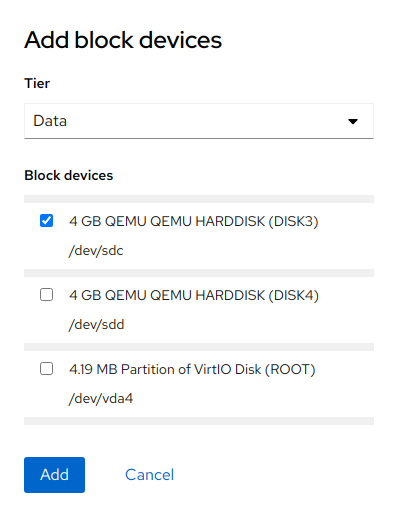 Add block devices
Tier
Data
Block devices
4 GB QEMU QEMU HARDDISK (DISK3)
/dev/sdc
4 GB QEMU QEMU HARDDISK (DISK4)
/dev/sdd
4.19 MB Partition of VirtIO Disk (ROOT)
/dev/vda4
Add
Cancel